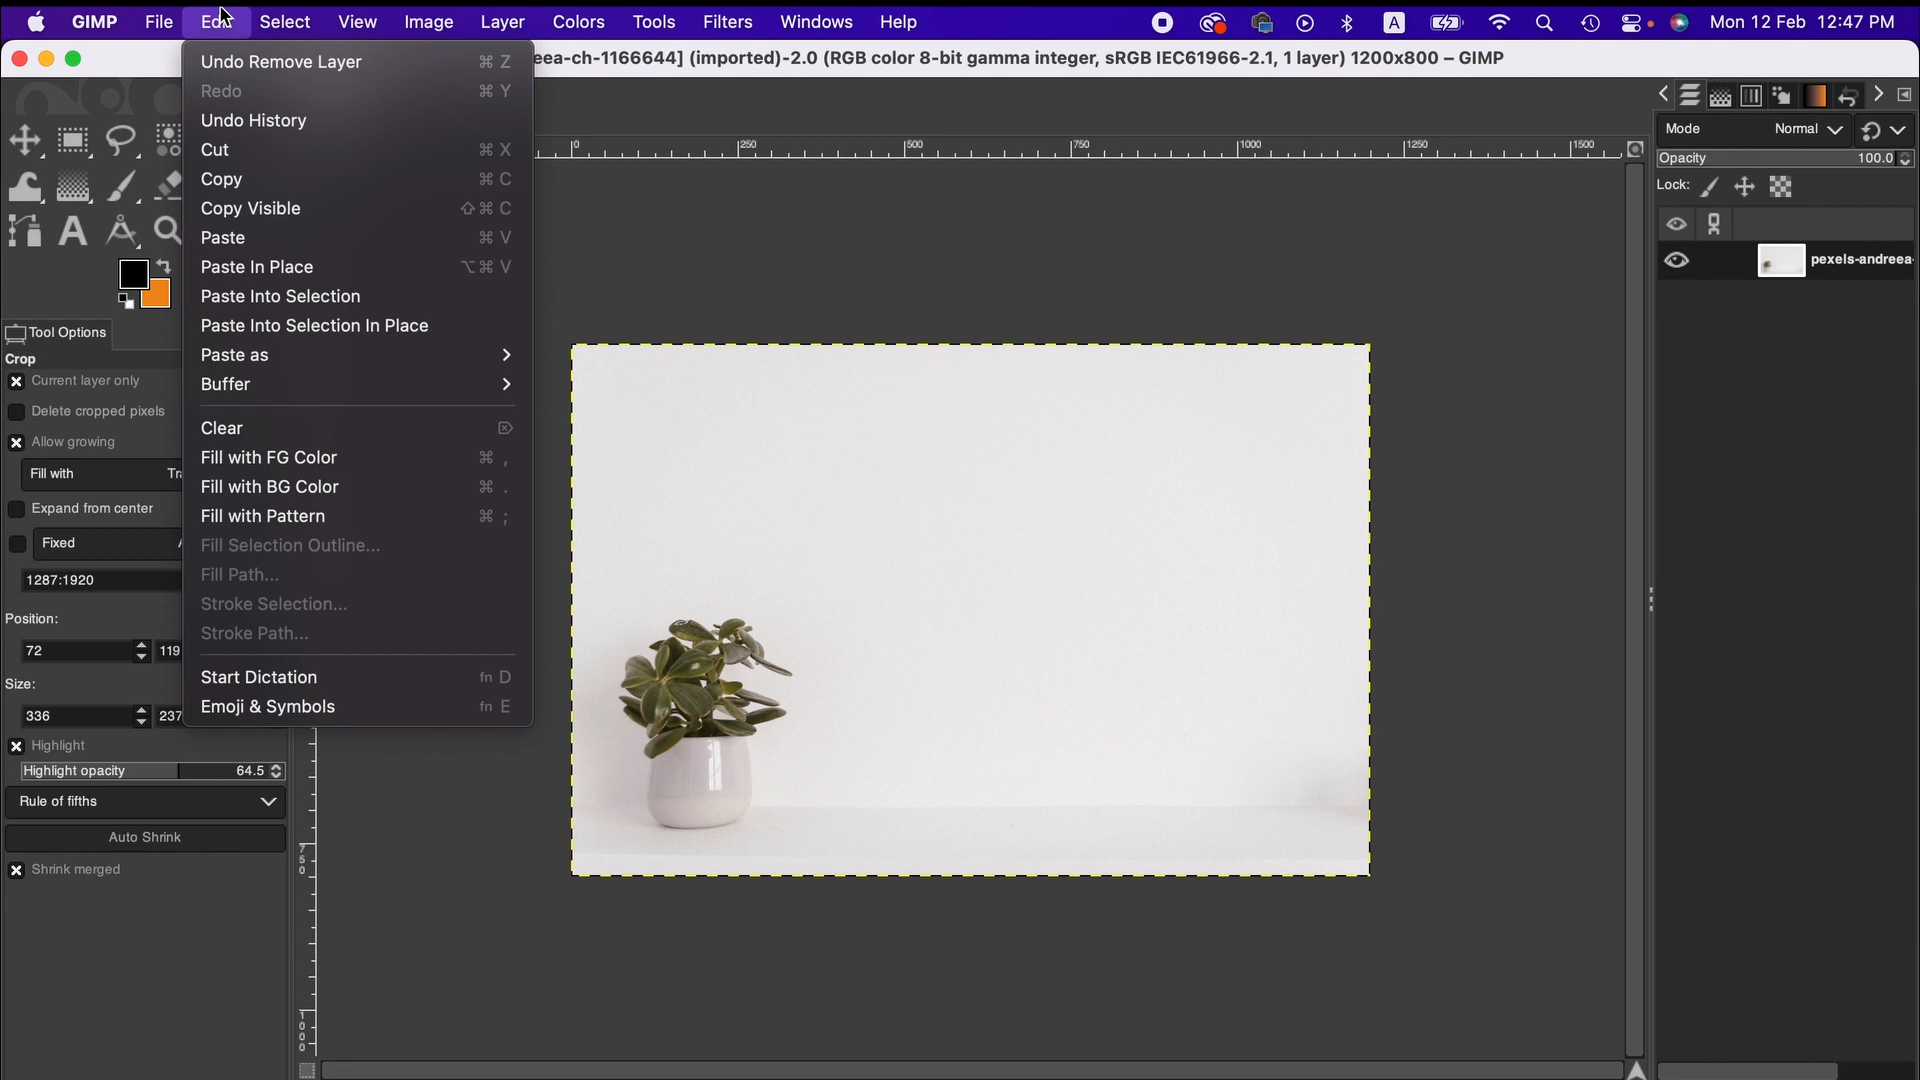 GIMP File Edit Select View Image Layer Colors Tools Filters Windows Help A Mon 12 Feb 12:47 PM
eea-ch-1166644] (imported)-2.0 (RGB color 8-bit gamma integer, sRGB IEC61966-2.1, 1 layer) 1200x800 – GIMP
Undo Remove Layer ⌘ Z
Redo ⌘ Y
Undo History
Cut ⌘ X
Copy ⌘ C
Copy Visible ⇧⌘ C
Paste ⌘ V
Paste In Place ⌥⌘ V
Paste Into Selection
Paste Into Selection In Place
Paste as
Buffer
Clear
Fill with FG Color ⌘ ,
Fill with BG Color ⌘ .
Fill with Pattern ⌘ ;
Fill Selection Outline...
Fill Path...
Stroke Selection...
Stroke Path...
Start Dictation fn D
Emoji & Symbols fn E
Tool Options
Crop
Current layer only
Delete cropped pixels
Allow growing
Fill with Tra
Expand from center
Fixed
1287:1920
Position:
72 119
Size:
336 237
Highlight
Highlight opacity 64.5
Rule of fifths
Auto Shrink
Shrink merged
0 250 500 750 1000 1250 1500
750
1000
Mode Normal
Opacity 100.0
Lock:
pexels-andreea-